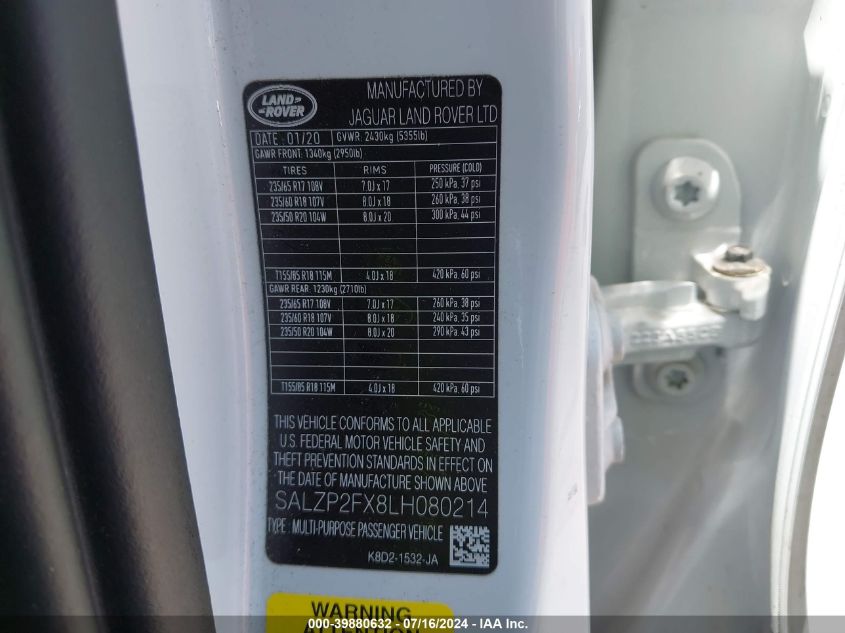 LAND
ROVER
MANUFACTURED BY
JAGUAR LAND ROVER LTD
DATE: 01/20 GVWR: 2430kg (5355lb)
GAWR FRONT: 1340kg (2950lb)
TIRES RIMS PRESSURE (COLD)
235/65 R17 108V 7.0J x 17 250 kPa, 37 psi
235/60 R18 107V 8.0J x 18 260 kPa, 38 psi
235/50 R20 104W 8.0J x 20 300 kPa, 44 psi
T155/85 R18 115M 4.0J x 18 420 kPa, 60 psi
GAWR REAR: 1230kg (2710lb)
235/65 R17 108V 7.0J x 17 260 kPa, 38 psi
235/60 R18 107V 8.0J x 18 240 kPa, 35 psi
235/50 R20 104W 8.0J x 20 290 kPa, 43 psi
T155/85 R18 115M 4.0J x 18 420 kPa, 60 psi
THIS VEHICLE CONFORMS TO ALL APPLICABLE
U.S. FEDERAL MOTOR VEHICLE SAFETY AND
THEFT PREVENTION STANDARDS IN EFFECT ON
THE DATE OF MANUFACTURE SHOWN ABOVE
SALZP2FX8LH080214
TYPE: MULTI-PURPOSE PASSENGER VEHICLE
K8D2-1532-JA
WARNING
ATTENTION
000-39880632 - 07/16/2024 - IAA Inc.